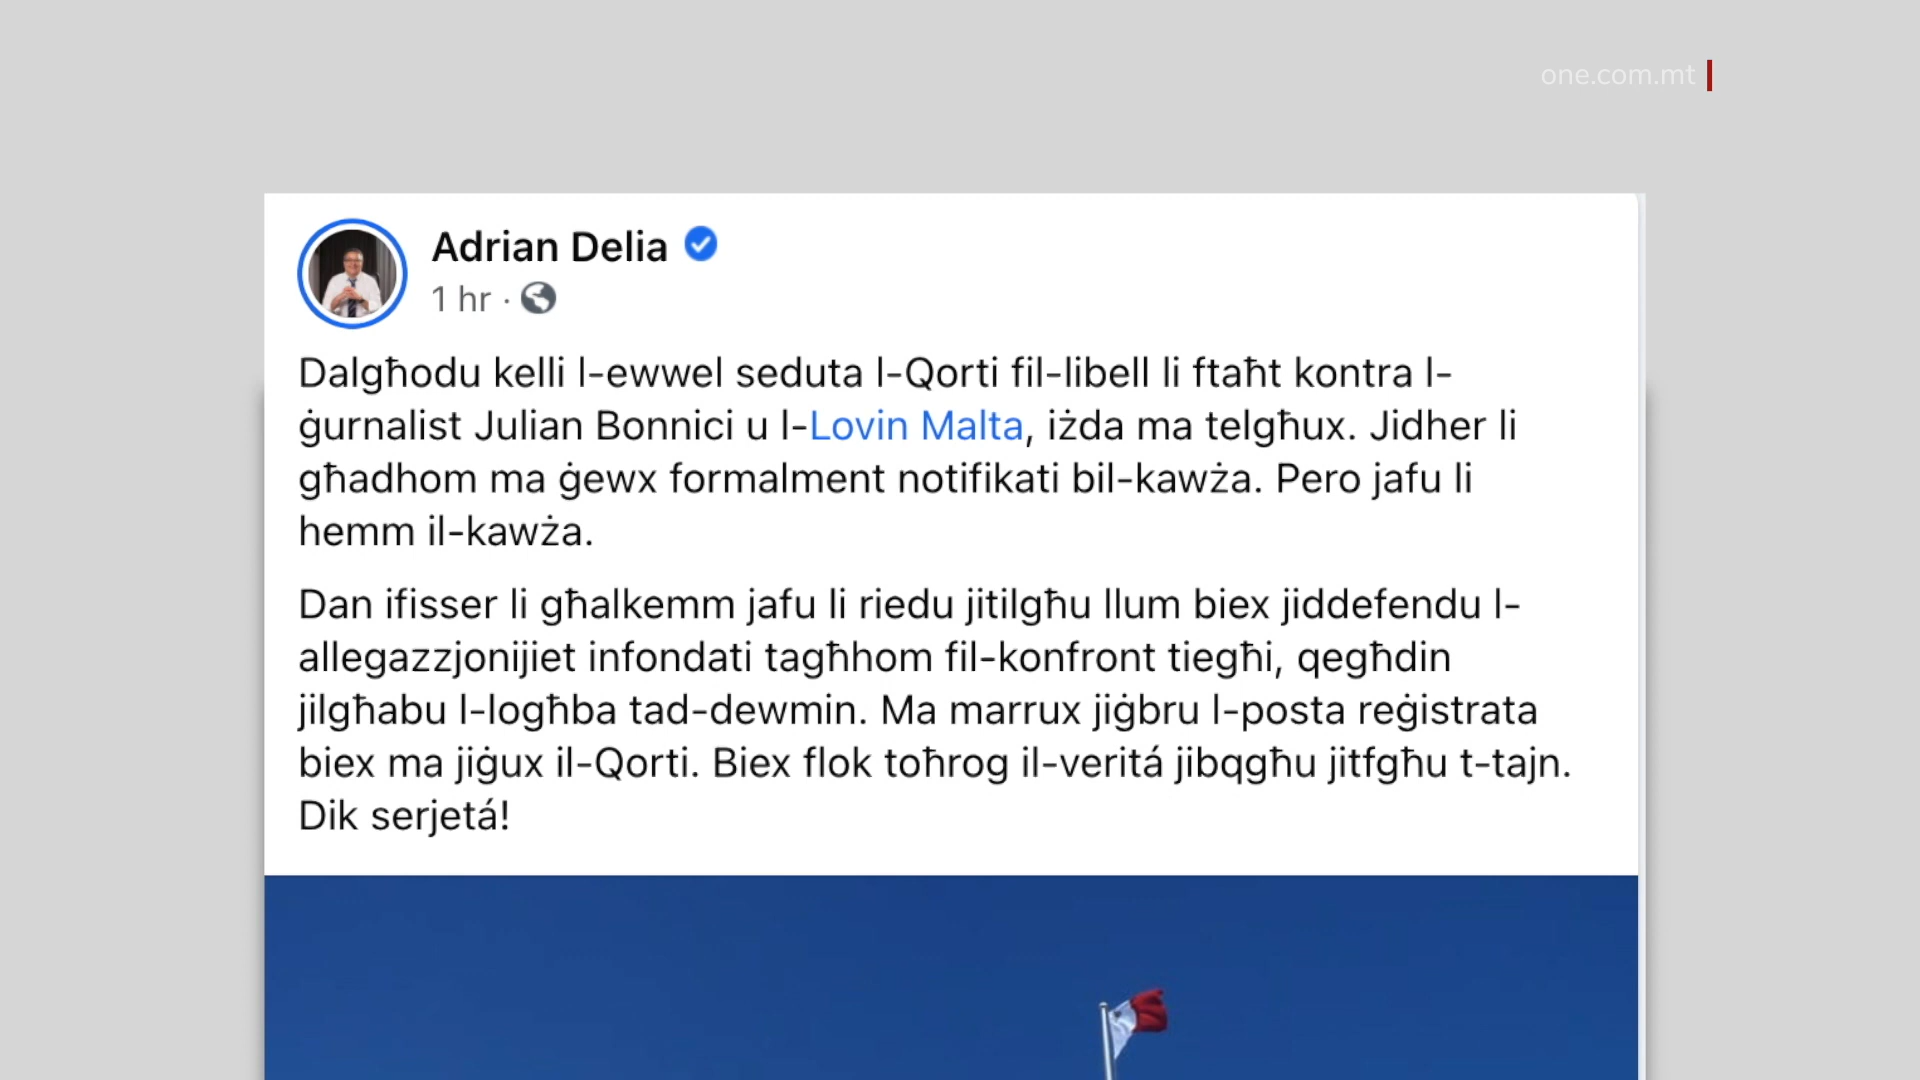 one.com.mt
Adrian Delia
1 hr ·
Dalgħodu kelli l-ewwel seduta l-Qorti fil-libell li ftaħt kontra l-
ġurnalist Julian Bonnici u l-Lovin Malta, iżda ma telgħux. Jidher li
għadhom ma ġewx formalment notifikati bil-kawża. Pero jafu li
hemm il-kawża.
Dan ifisser li għalkemm jafu li riedu jitilgħu llum biex jiddefendu l-
allegazzjonijiet infondati tagħhom fil-konfront tiegħi, qegħdin
jilgħabu l-logħba tad-dewmin. Ma marrux jiġbru l-posta reġistrata
biex ma jiġux il-Qorti. Biex flok toħrog il-veritá jibqgħu jitfgħu t-tajn.
Dik serjetá!